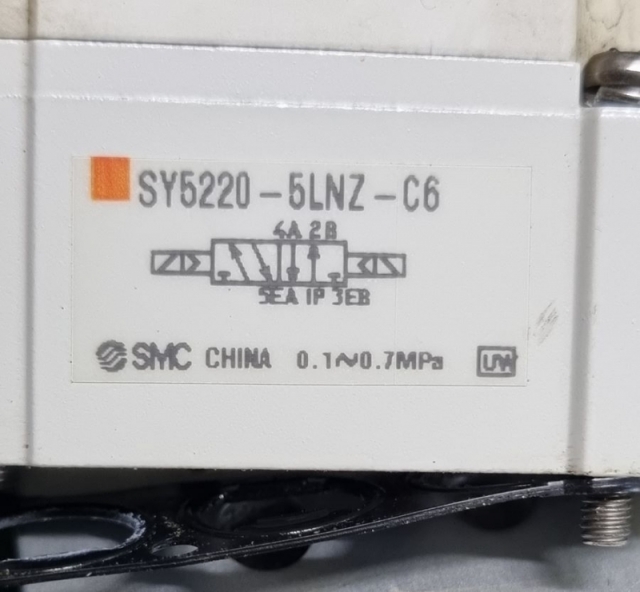 SY5220-5LNZ-C6
4A 2B
5EA 1P 3EB
SMC CHINA 0.1~0.7MPa